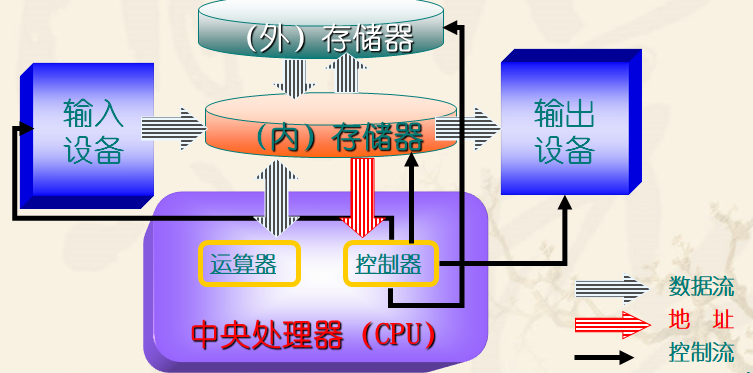 （外）存储器
输入
设备
（内）存储器
输出
设备
运算器
控制器
中央处理器（CPU）
数据流
地 址
控制流